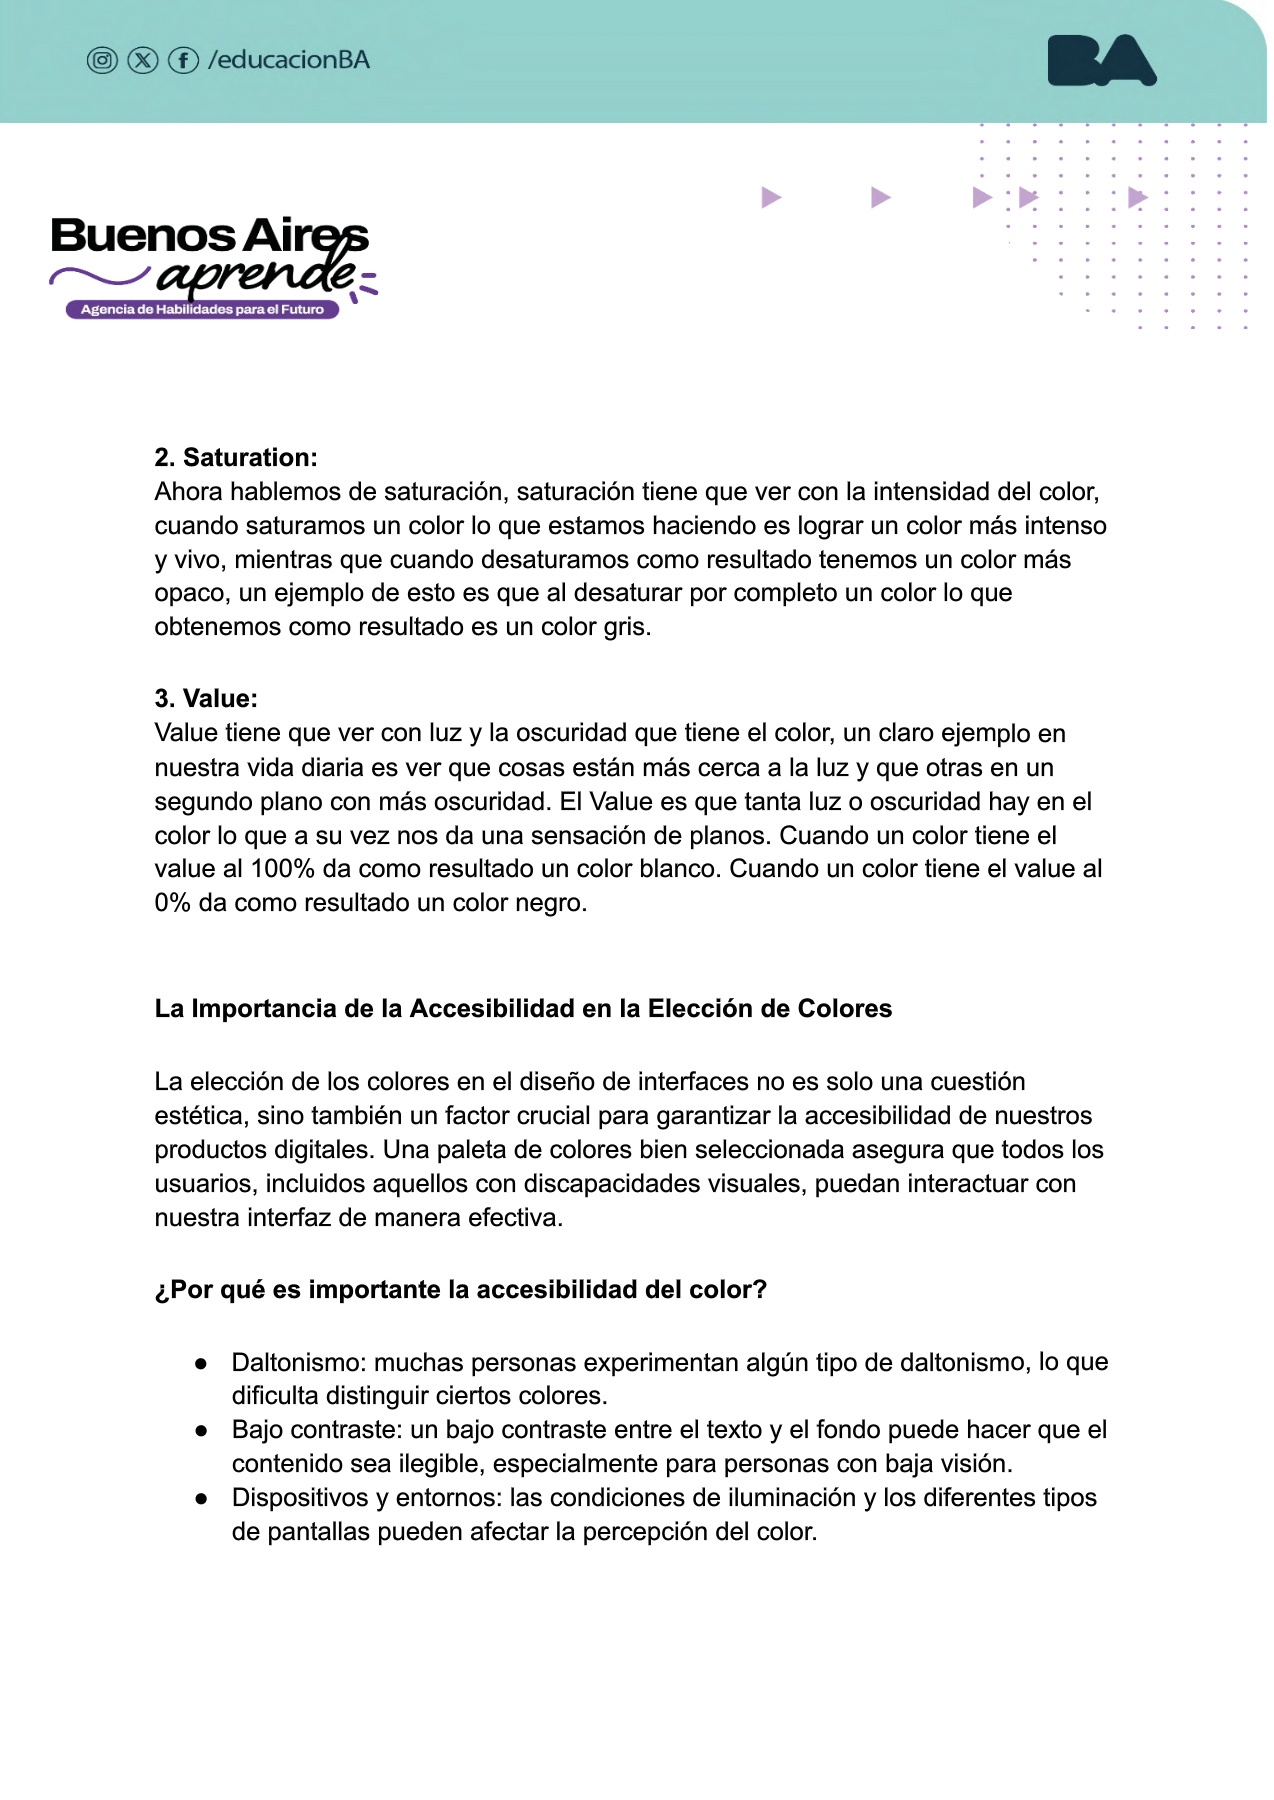 /educacionBA
BA
Buenos Aires
aprende
Agencia de Habilidades para el Futuro
2. Saturation:
Ahora hablemos de saturación, saturación tiene que ver con la intensidad del color,
cuando saturamos un color lo que estamos haciendo es lograr un color más intenso
y vivo, mientras que cuando desaturamos como resultado tenemos un color más
opaco, un ejemplo de esto es que al desaturar por completo un color lo que
obtenemos como resultado es un color gris.
3. Value:
Value tiene que ver con luz y la oscuridad que tiene el color, un claro ejemplo en
nuestra vida diaria es ver que cosas están más cerca a la luz y que otras en un
segundo plano con más oscuridad. El Value es que tanta luz o oscuridad hay en el
color lo que a su vez nos da una sensación de planos. Cuando un color tiene el
value al 100% da como resultado un color blanco. Cuando un color tiene el value al
0% da como resultado un color negro.
La Importancia de la Accesibilidad en la Elección de Colores
La elección de los colores en el diseño de interfaces no es solo una cuestión
estética, sino también un factor crucial para garantizar la accesibilidad de nuestros
productos digitales. Una paleta de colores bien seleccionada asegura que todos los
usuarios, incluidos aquellos con discapacidades visuales, puedan interactuar con
nuestra interfaz de manera efectiva.
¿Por qué es importante la accesibilidad del color?
● Daltonismo: muchas personas experimentan algún tipo de daltonismo, lo que
dificulta distinguir ciertos colores.
● Bajo contraste: un bajo contraste entre el texto y el fondo puede hacer que el
contenido sea ilegible, especialmente para personas con baja visión.
● Dispositivos y entornos: las condiciones de iluminación y los diferentes tipos
de pantallas pueden afectar la percepción del color.